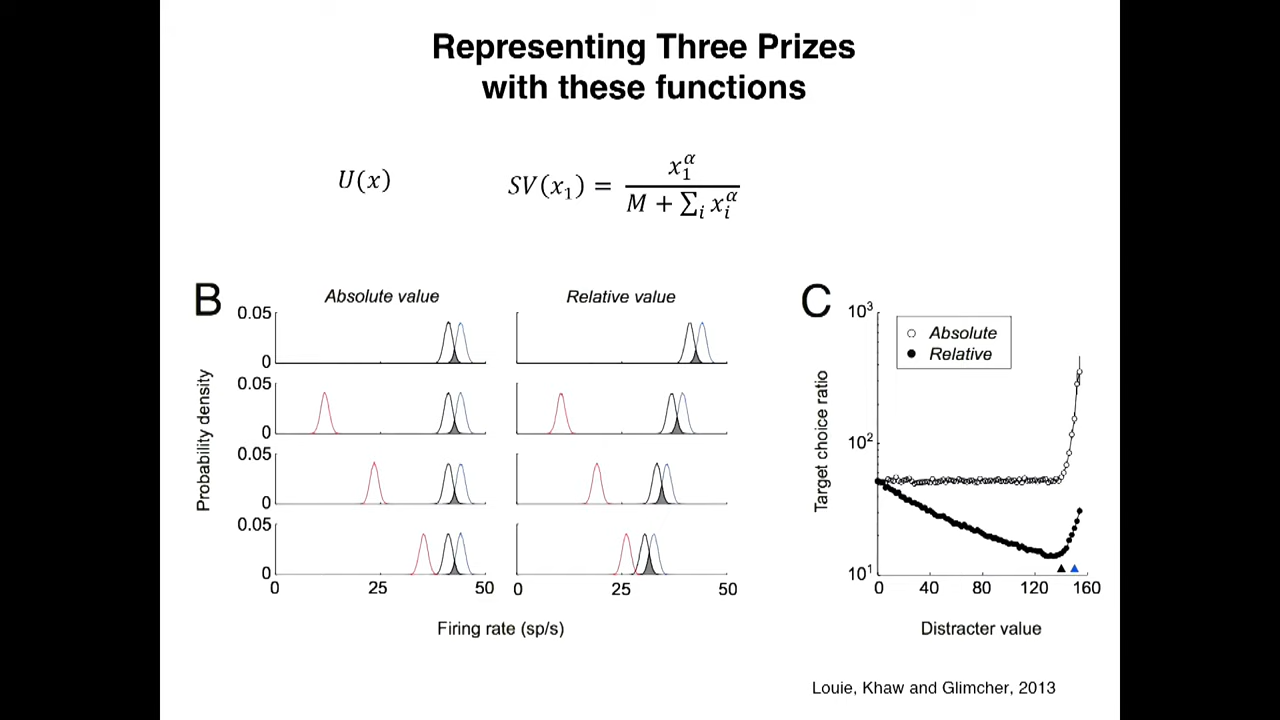 Representing Three Prizes
with these functions
U(x)
SV(x₁) = x₁^α / (M + ∑ᵢ xᵢ^α)
B
Absolute value
Relative value
0.05
0
0.05
0
0.05
0
0.05
0
Probability density
0 25 50
0 25 50
Firing rate (sp/s)
C
10³
10²
10¹
Target choice ratio
Absolute
Relative
0 40 80 120 160
Distracter value
Louie, Khaw and Glimcher, 2013